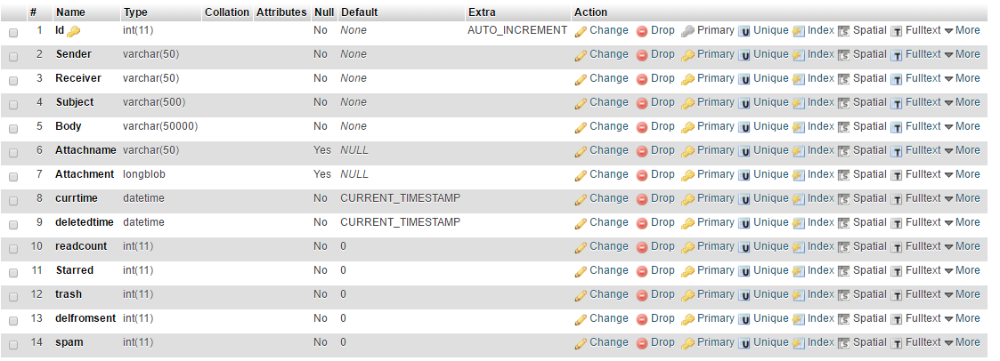 # Name Type Collation Attributes Null Default Extra Action
1 Id int(11) No None AUTO_INCREMENT Change Drop Primary Unique Index Spatial Fulltext More
2 Sender varchar(50) No None Change Drop Primary Unique Index Spatial Fulltext More
3 Receiver varchar(50) No None Change Drop Primary Unique Index Spatial Fulltext More
4 Subject varchar(500) No None Change Drop Primary Unique Index Spatial Fulltext More
5 Body varchar(50000) No None Change Drop Primary Unique Index Spatial Fulltext More
6 Attachname varchar(50) Yes NULL Change Drop Primary Unique Index Spatial Fulltext More
7 Attachment longblob Yes NULL Change Drop Primary Unique Index Spatial Fulltext More
8 currtime datetime No CURRENT_TIMESTAMP Change Drop Primary Unique Index Spatial Fulltext More
9 deletedtime datetime No CURRENT_TIMESTAMP Change Drop Primary Unique Index Spatial Fulltext More
10 readcount int(11) No 0 Change Drop Primary Unique Index Spatial Fulltext More
11 Starred int(11) No 0 Change Drop Primary Unique Index Spatial Fulltext More
12 trash int(11) No 0 Change Drop Primary Unique Index Spatial Fulltext More
13 delfromsent int(11) No 0 Change Drop Primary Unique Index Spatial Fulltext More
14 spam int(11) No 0 Change Drop Primary Unique Index Spatial Fulltext More